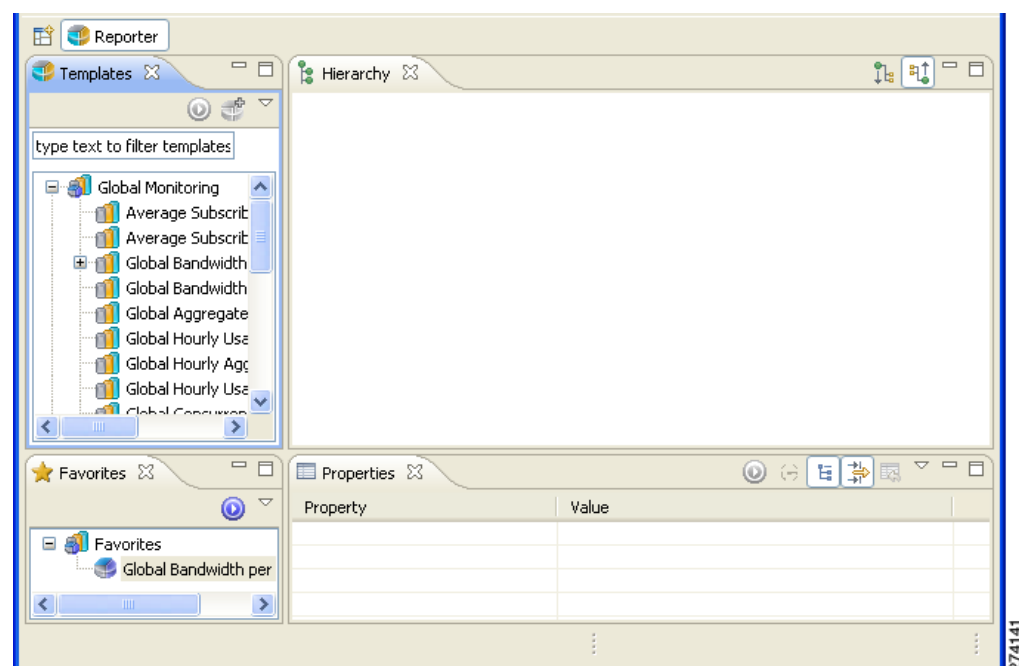 Reporter
Templates
Hierarchy
type text to filter templates
Global Monitoring
Average Subscrib
Average Subscrib
Global Bandwidth
Global Bandwidth
Global Aggregate
Global Hourly Usa
Global Hourly Agg
Global Hourly Usa
Global Concurren
Favorites
Favorites
Global Bandwidth per
Properties
Property Value
274141